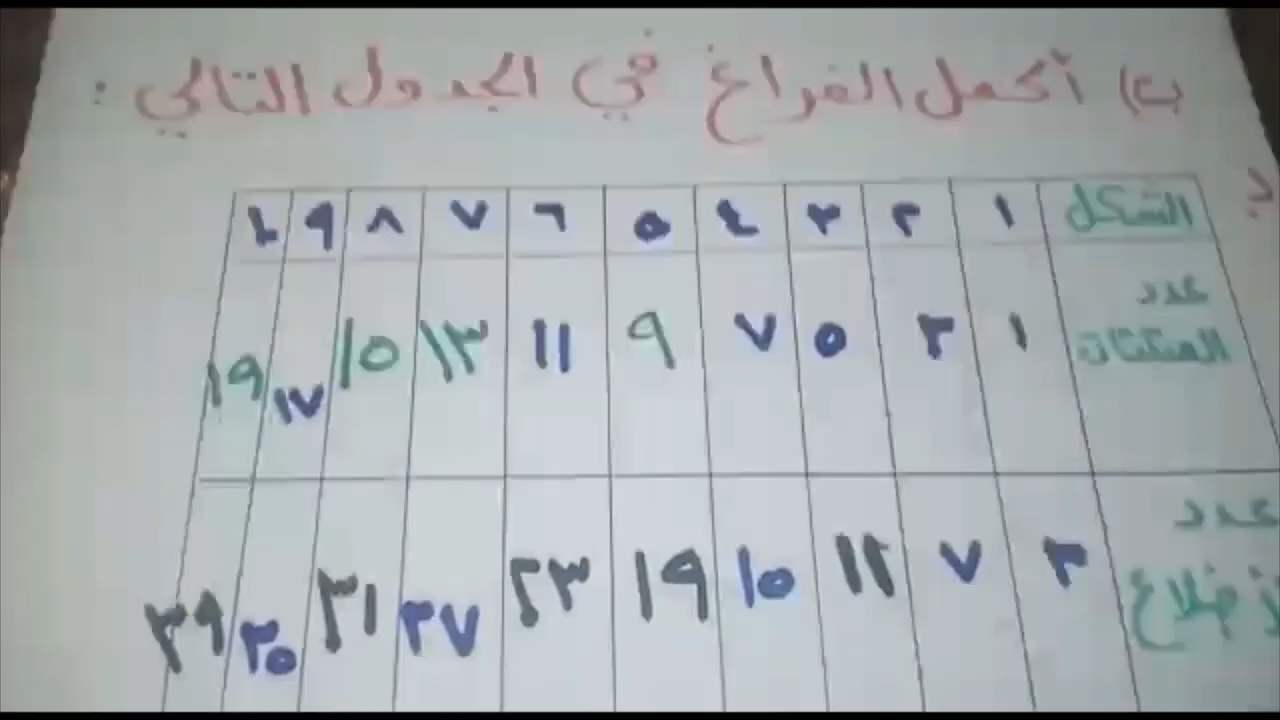 ب) أكمل الفراغ في الجدول التالي :
الشكل ١ ٢ ٣ ٤ ٥ ٦ ٧ ٨ ٩ ١٠
عدد
المثلثات ١ ٣ ٥ ٧ ٩ ١١ ١٣ ١٥ ١٧ ١٩
عدد
الأضلاع ٣ ٧ ١١ ١٥ ١٩ ٢٣ ٢٧ ٣١ ٣٥ ٣٩